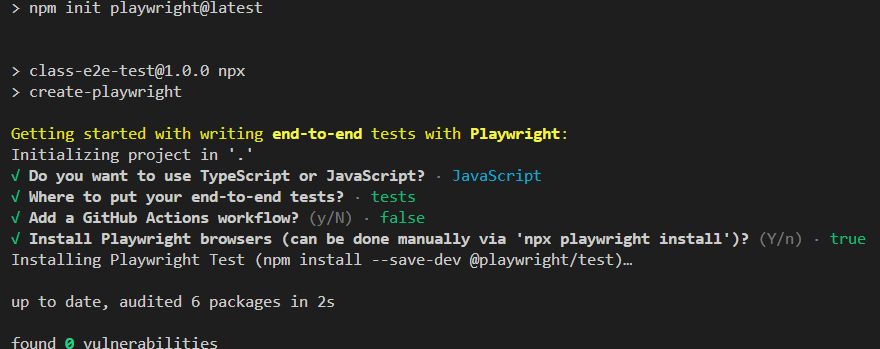 > npm init playwright@latest
> class-e2e-test@1.0.0 npx
> create-playwright
Getting started with writing end-to-end tests with Playwright:
Initializing project in '.'
√ Do you want to use TypeScript or JavaScript? · JavaScript
√ Where to put your end-to-end tests? · tests
√ Add a GitHub Actions workflow? (y/N) · false
√ Install Playwright browsers (can be done manually via 'npx playwright install')? (Y/n) · true
Installing Playwright Test (npm install --save-dev @playwright/test)…
up to date, audited 6 packages in 2s
found 0 vulnerabilities